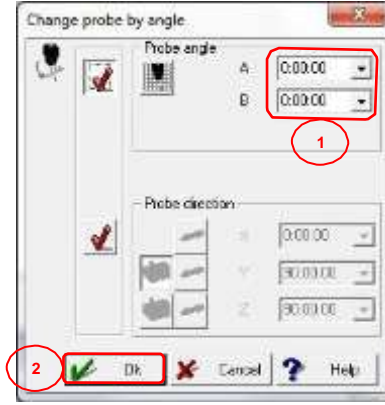 Change probe by angle
Probe angle
A 0:00:00
B 0:00:00
1
Probe direction
X 0:00:00
Y 90:00:00
Z 90:00:00
2 Ok Cancel Help